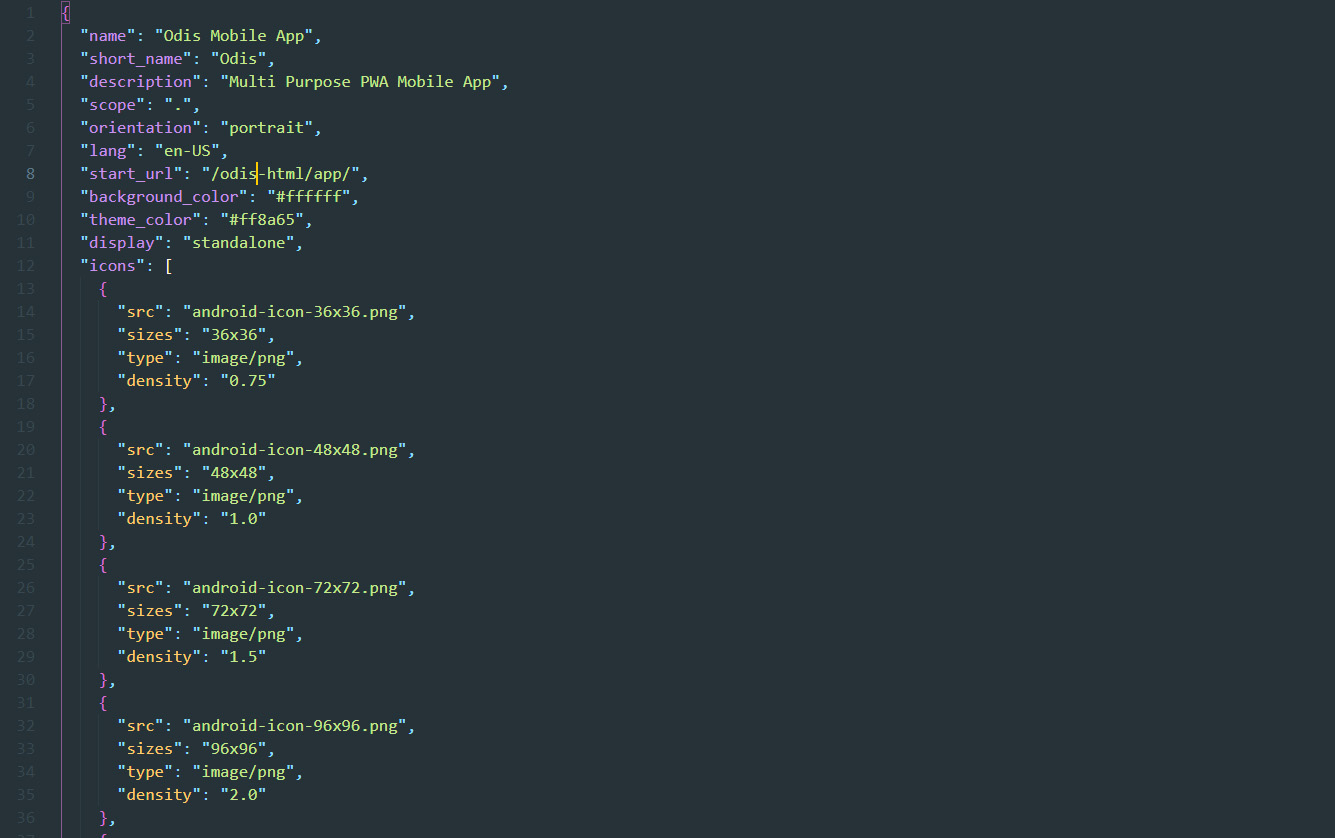 1 {
2 "name": "Odis Mobile App",
3 "short_name": "Odis",
4 "description": "Multi Purpose PWA Mobile App",
5 "scope": ".",
6 "orientation": "portrait",
7 "lang": "en-US",
8 "start_url": "/odis-html/app/",
9 "background_color": "#ffffff",
10 "theme_color": "#ff8a65",
11 "display": "standalone",
12 "icons": [
13 {
14 "src": "android-icon-36x36.png",
15 "sizes": "36x36",
16 "type": "image/png",
17 "density": "0.75"
18 },
19 {
20 "src": "android-icon-48x48.png",
21 "sizes": "48x48",
22 "type": "image/png",
23 "density": "1.0"
24 },
25 {
26 "src": "android-icon-72x72.png",
27 "sizes": "72x72",
28 "type": "image/png",
29 "density": "1.5"
30 },
31 {
32 "src": "android-icon-96x96.png",
33 "sizes": "96x96",
34 "type": "image/png",
35 "density": "2.0"
36 },
37 {